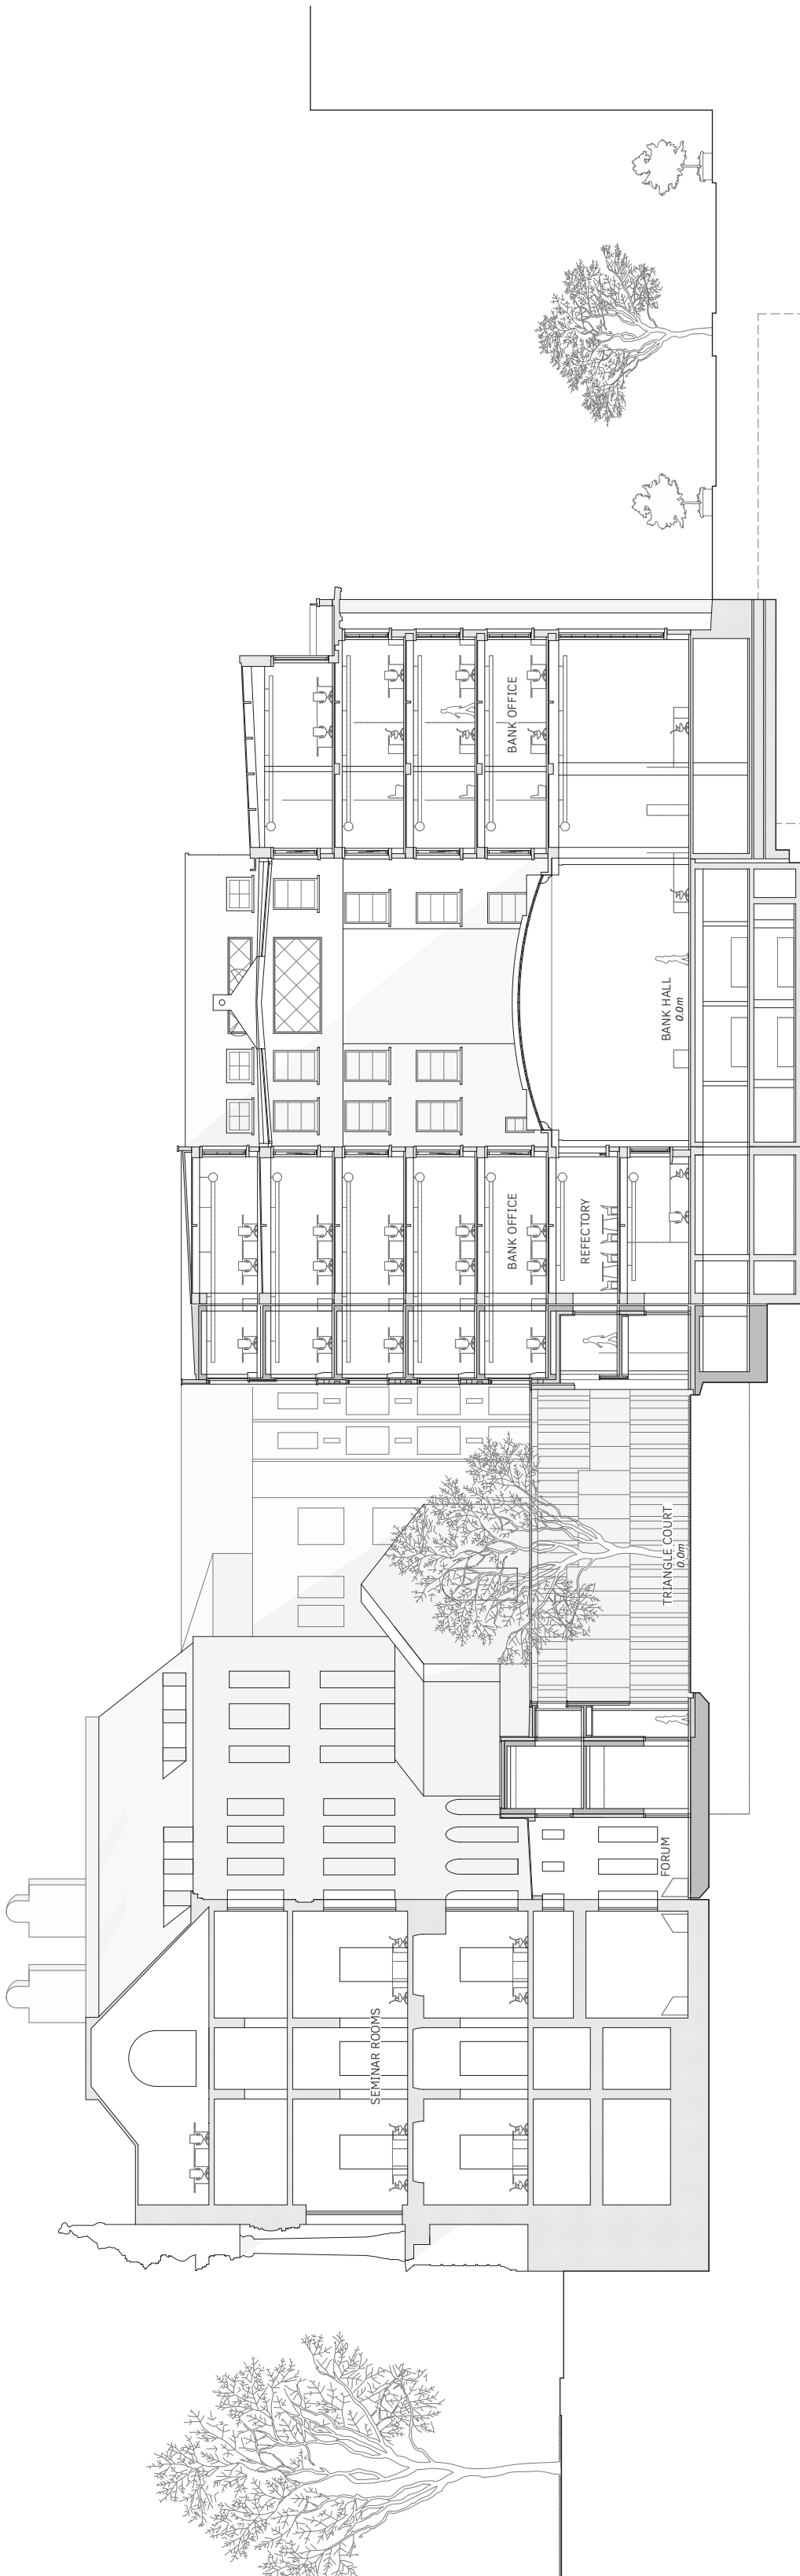 BANK OFFICE
BANK HALL
0.0m
BANK OFFICE
REFECTORY
TRIANGLE COURT
0.0m
FORUM
SEMINAR ROOMS